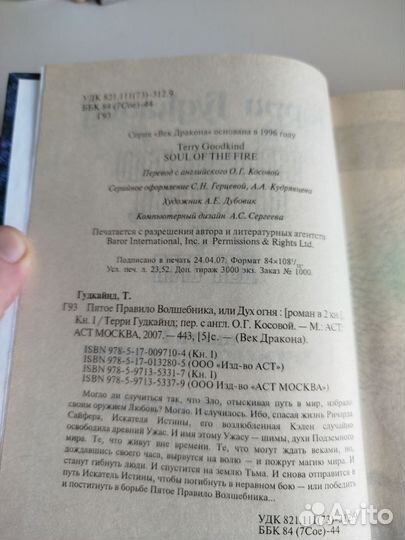 УДК 821.111(73)-312.9
ББК 84 (7Сое)-44
Г93
Серия «Век Дракона» основана в 1996 году
Terry Goodkind
SOUL OF THE FIRE
Перевод с английского О.Г. Косовой
Серийное оформление С.Н. Герцевой, А.А. Кудрявцева
Художник А.Е. Дубовик
Компьютерный дизайн А.С. Сергеева
Печатается с разрешения автора и литературных агентств
Baror International, Inc. и Permissions & Rights Ltd.
Подписано в печать 24.04.07. Формат 84×108 1/32.
Усл. печ. л. 23,52. Доп. тираж 3000 экз. Заказ № 1000.
Гудкайнд, Т.
Г93 Пятое Правило Волшебника, или Дух огня : [роман в 2 кн.].
Кн. 1 / Терри Гудкайнд; пер. с англ. О.Г. Косовой. — М.: АСТ:
АСТ МОСКВА, 2007.— 443, [5]с. — (Век Дракона).
ISBN 978-5-17-009710-4 (Кн. 1)
ISBN 978-5-17-013280-5 (ООО «Изд-во АСТ»)
ISBN 978-5-9713-5331-7 (Кн. 1)
ISBN 978-5-9713-5337-9 (ООО Изд-во «АСТ МОСКВА»)
Могло ли случиться так, что Зло, отыскивая путь в мир, избрало
своим оружием Любовь? Могло. И случилось. Ибо, спасая жизнь Ричарда
Сайфера, Искателя Истины, его возлюбленная Кэлен случайно
освободила древний Ужас. И имя этому Ужасу — шимы, духи Подземного
мира. Те, что живут вне времени. Те, что могут ждать веками, но,
дождавшись своего часа, вырвутся на волю — и пожрут магию мира. И
станут гибнуть люди. И спустится на землю Тьма. И снова отправится в
путь Искатель Истины, чтобы погибнуть в неравном бою — или победить
и постигнуть в борьбе Пятое Правило Волшебника...
УДК 821.111(73)-312.9
ББК 84 (7Сое)-44
Avito